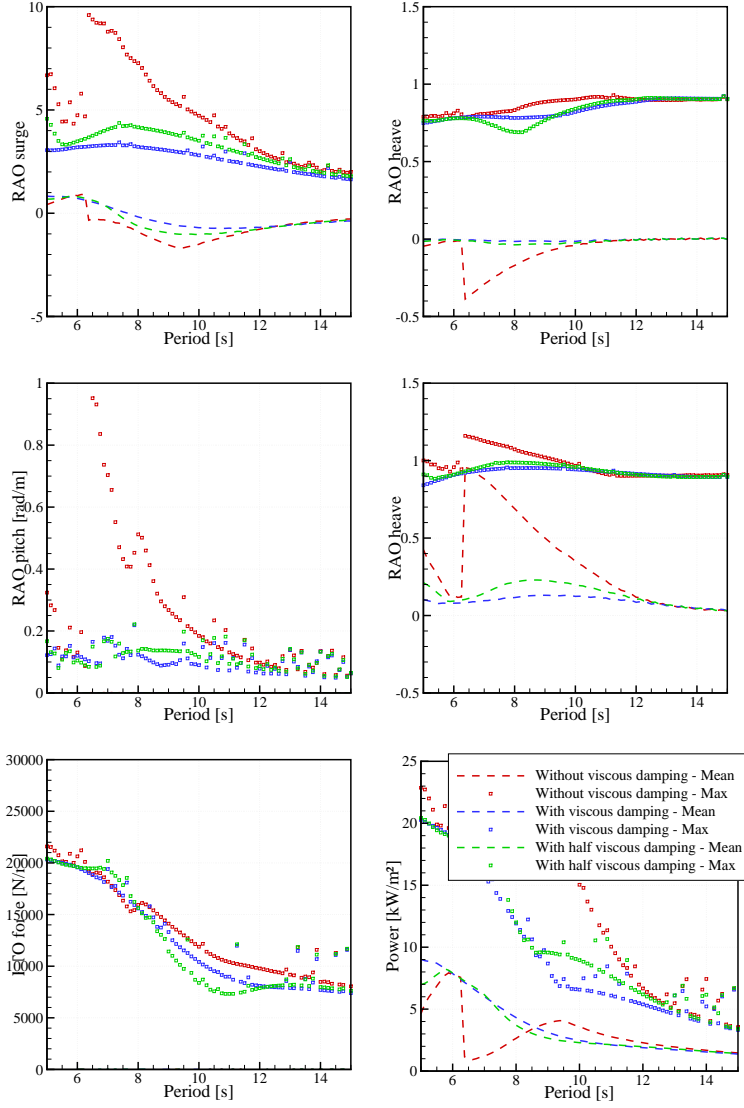 10
5
0
-5
RAO surge
6 8 10 12 14
Period [s]
1.5
1
0.5
0
-0.5
RAO heave
6 8 10 12 14
Period [s]
1
0.8
0.6
0.4
0.2
0
RAO pitch [rad/m]
6 8 10 12 14
Period [s]
1.5
1
0.5
0
-0.5
RAO heave
6 8 10 12 14
Period [s]
30000
25000
20000
15000
10000
5000
0
6 8 10 12 14
Period [s]
25
20
15
10
5
0
Power [kW/m²]
6 8 10 12 14
Period [s]
Without viscous damping - Mean
Without viscous damping - Max
With viscous damping - Mean
With viscous damping - Max
With half viscous damping - Mean
With half viscous damping - Max